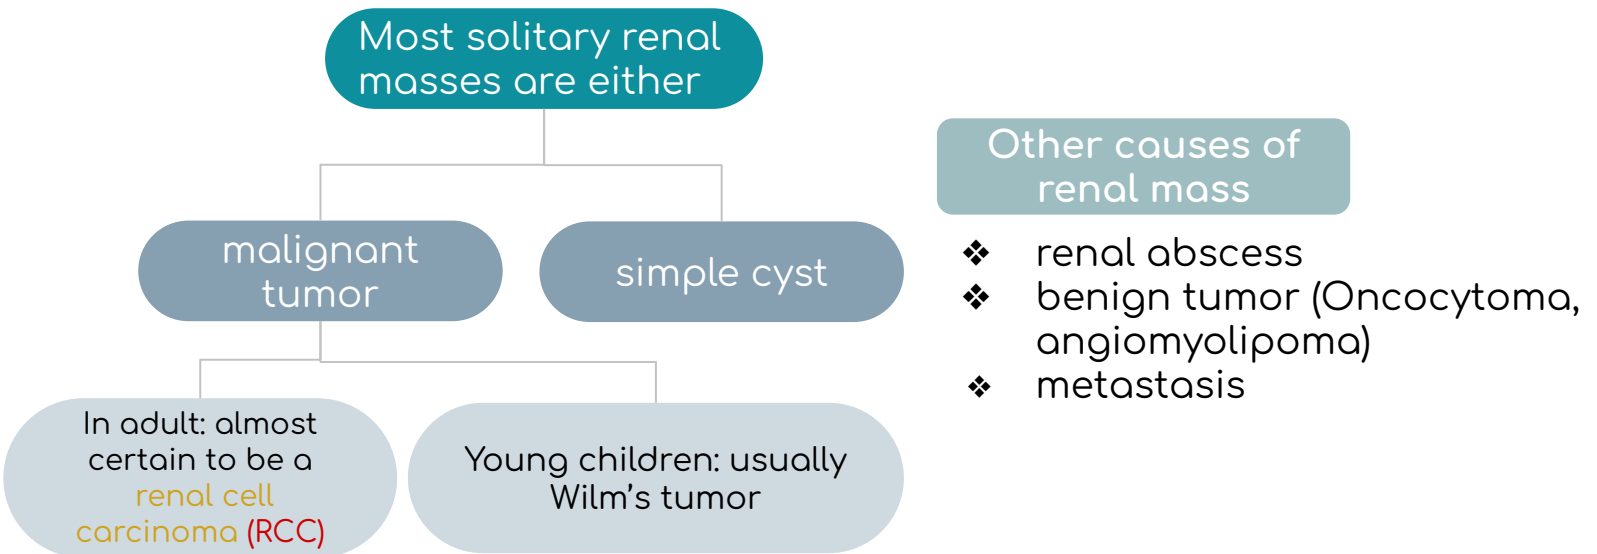 Most solitary renal
masses are either
malignant
tumor
simple cyst
In adult: almost
certain to be a
renal cell
carcinoma (RCC)
Young children: usually
Wilm's tumor
Other causes of
renal mass
❖ renal abscess
❖ benign tumor (Oncocytoma,
angiomyolipoma)
❖ metastasis